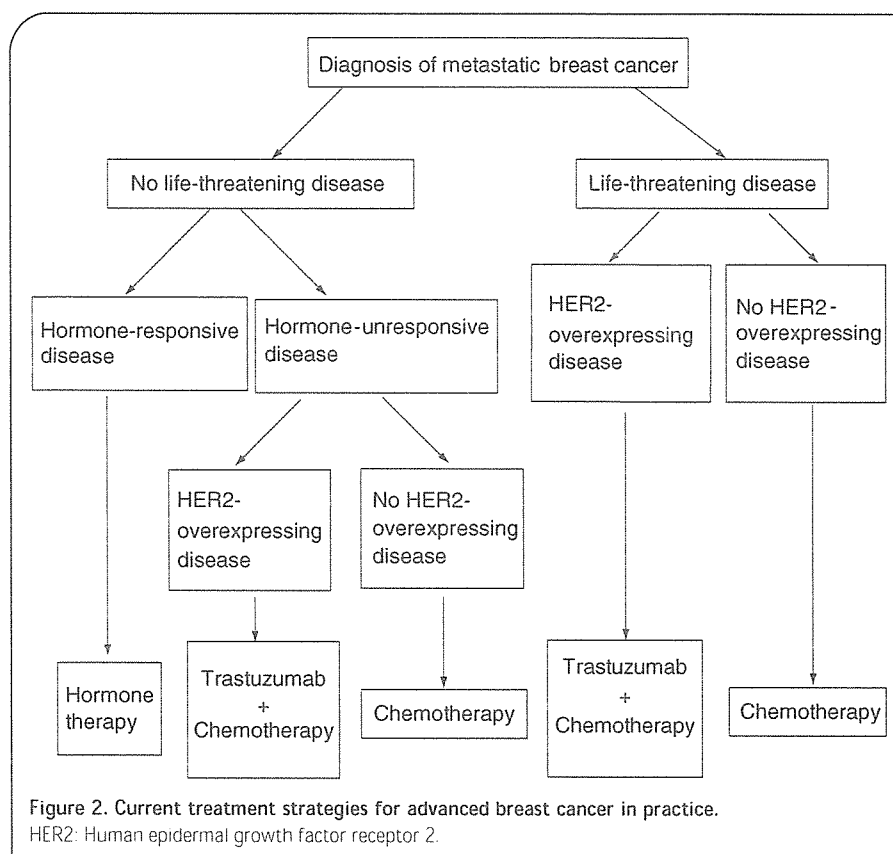 Diagnosis of metastatic breast cancer
No life-threatening disease
Life-threatening disease
Hormone-responsive
disease
Hormone-unresponsive
disease
HER2-
overexpressing
disease
No HER2-
overexpressing
disease
HER2-
overexpressing
disease
No HER2-
overexpressing
disease
Hormone
therapy
Trastuzumab
+
Chemotherapy
Chemotherapy
Trastuzumab
+
Chemotherapy
Chemotherapy
Figure 2. Current treatment strategies for advanced breast cancer in practice.
HER2: Human epidermal growth factor receptor 2.